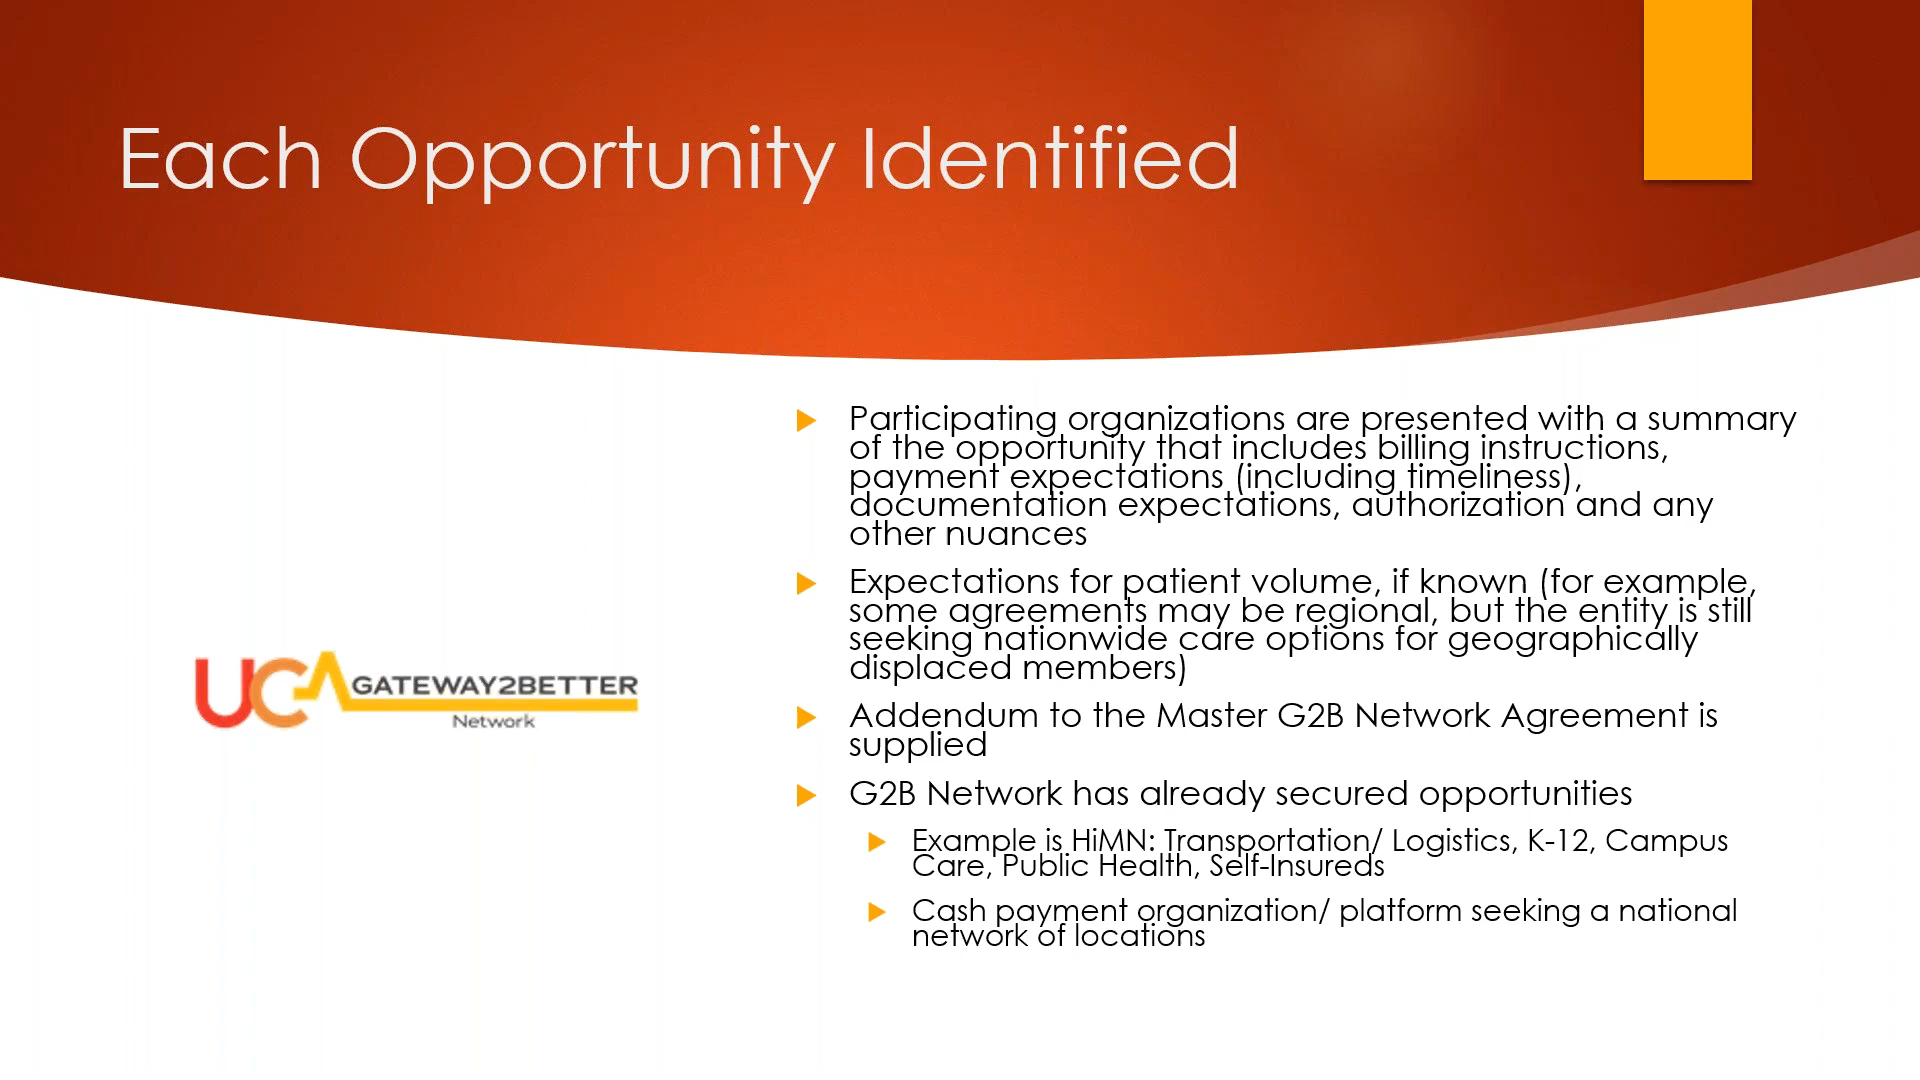 Each Opportunity Identified
Participating organizations are presented with a summary
of the opportunity that includes billing instructions,
payment expectations (including timeliness),
documentation expectations, authorization and any
other nuances
Expectations for patient volume, if known (for example,
some agreements may be regional, but the entity is still
seeking nationwide care options for geographically
displaced members)
Addendum to the Master G2B Network Agreement is
supplied
G2B Network has already secured opportunities
Example is HiMN: Transportation/ Logistics, K-12, Campus
Care, Public Health, Self-Insureds
Cash payment organization/ platform seeking a national
network of locations
UCA GATEWAY2BETTER
Network